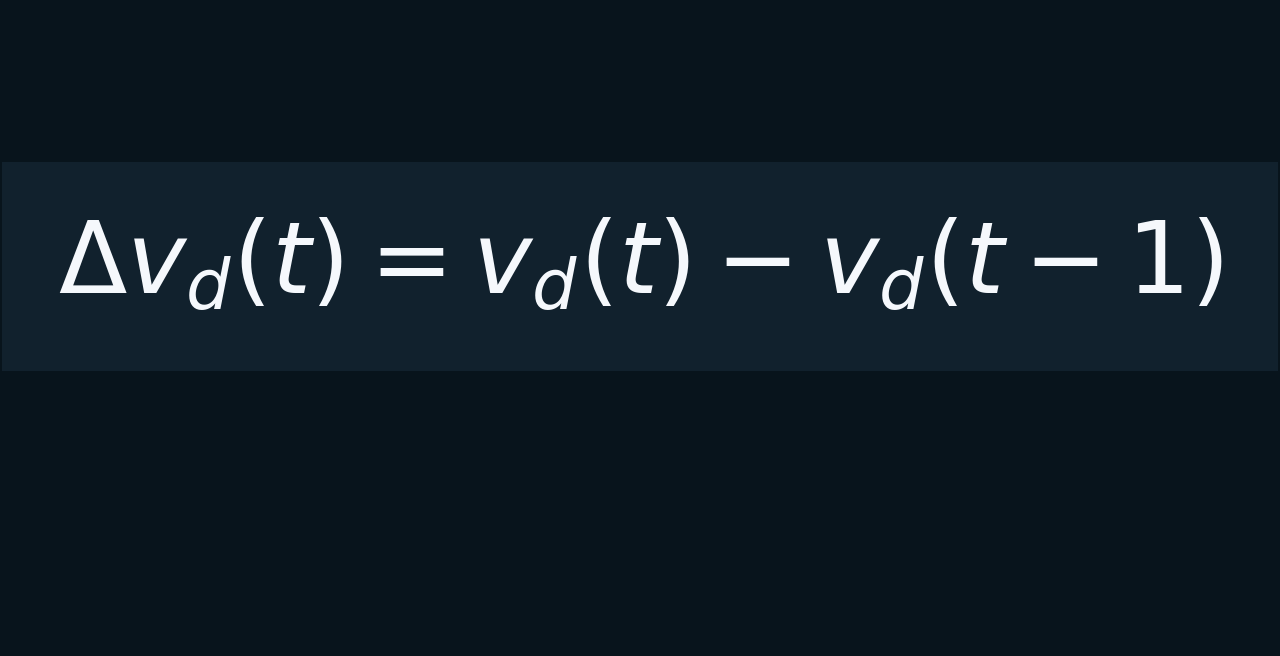 Δv_d(t) = v_d(t) − v_d(t − 1)